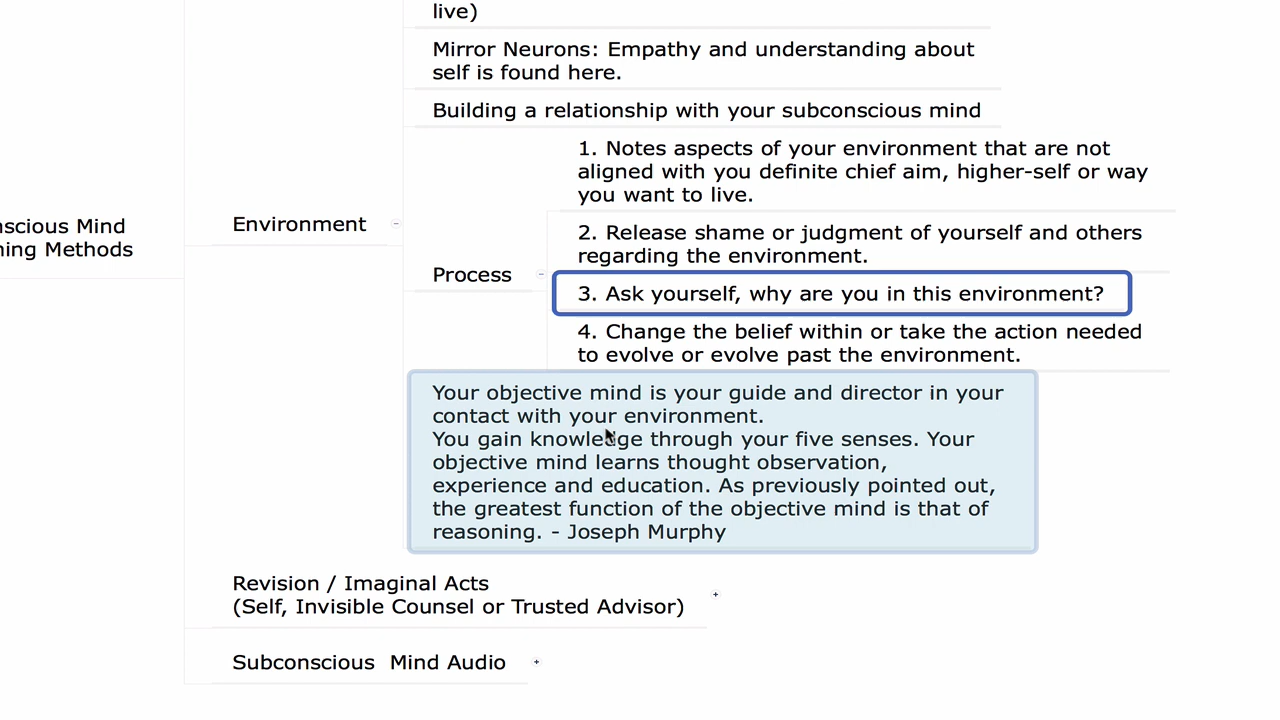 live)
Mirror Neurons: Empathy and understanding about
self is found here.
Building a relationship with your subconscious mind
1. Notes aspects of your environment that are not
aligned with you definite chief aim, higher-self or way
you want to live.
nscious Mind
ning Methods
Environment
2. Release shame or judgment of yourself and others
regarding the environment.
Process
3. Ask yourself, why are you in this environment?
4. Change the belief within or take the action needed
to evolve or evolve past the environment.
Your objective mind is your guide and director in your
contact with your environment.
You gain knowledge through your five senses. Your
objective mind learns thought observation,
experience and education. As previously pointed out,
the greatest function of the objective mind is that of
reasoning. - Joseph Murphy
Revision / Imaginal Acts
(Self, Invisible Counsel or Trusted Advisor)
Subconscious  Mind Audio